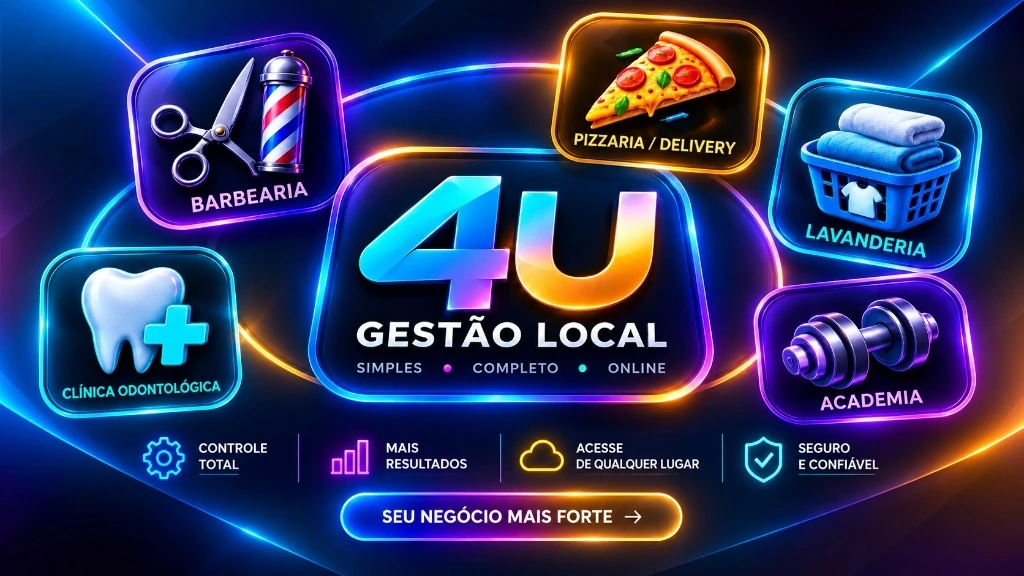 BARBEARIA
PIZZARIA / DELIVERY
LAVANDERIA
CLÍNICA ODONTOLÓGICA
ACADEMIA
4U
GESTÃO LOCAL
SIMPLES • COMPLETO • ONLINE
CONTROLE
TOTAL
MAIS
RESULTADOS
ACESSE
DE QUALQUER LUGAR
SEGURO
E CONFIÁVEL
SEU NEGÓCIO MAIS FORTE →